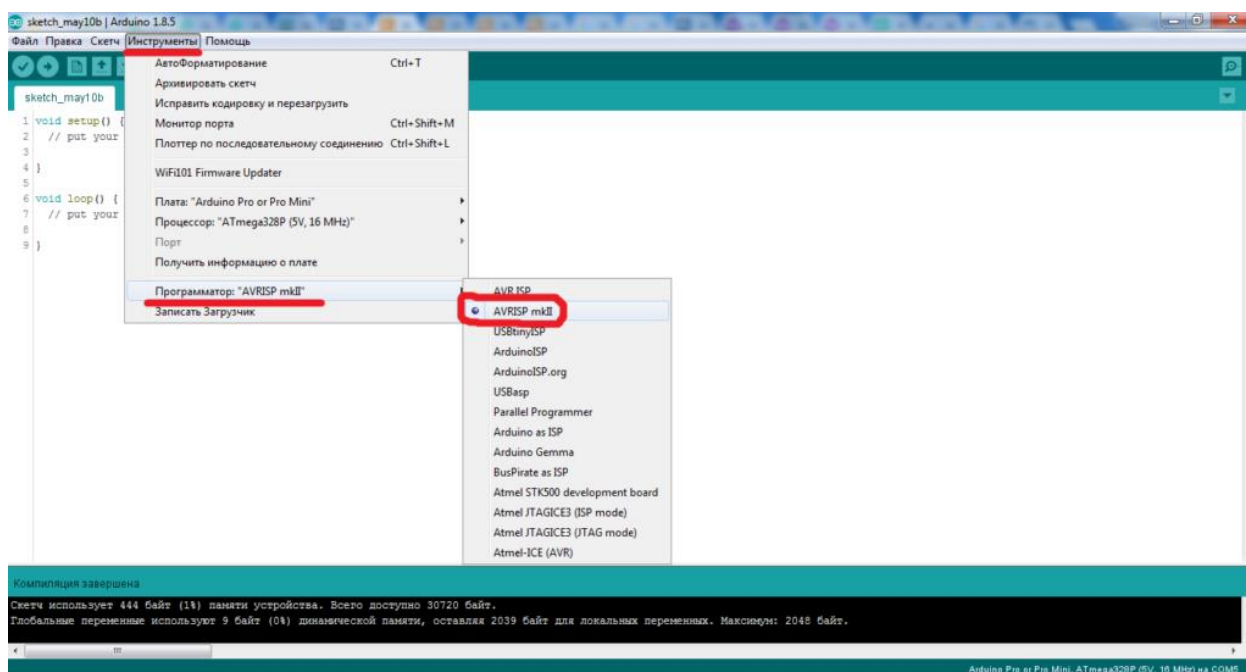 sketch_may10b | Arduino 1.8.5
Файл Правка Скетч Инструменты Помощь
sketch_may10b
АвтоФорматирование Ctrl+T
Архивировать скетч
Исправить кодировку и перезагрузить
Монитор порта Ctrl+Shift+M
Плоттер по последовательному соединению Ctrl+Shift+L
WiFi101 Firmware Updater
Плата: "Arduino Pro or Pro Mini"
Процессор: "ATmega328P (5V, 16 MHz)"
Порт
Получить информацию о плате
Программатор: "AVRISP mkII"
Записать Загрузчик
AVR ISP
AVRISP mkII
USBtinyISP
ArduinoISP
ArduinoISP.org
USBasp
Parallel Programmer
Arduino as ISP
Arduino Gemma
BusPirate as ISP
Atmel STK500 development board
Atmel JTAGICE3 (ISP mode)
Atmel JTAGICE3 (JTAG mode)
Atmel-ICE (AVR)
1 void setup() {
2 // put your
3
4 }
5
6 void loop() {
7 // put your
8
9 }
Компиляция завершена
Скетч использует 444 байт (1%) памяти устройства. Всего доступно 30720 байт.
Глобальные переменные используют 9 байт (0%) динамической памяти, оставляя 2039 байт для локальных переменных. Максимум: 2048 байт.
Arduino Pro or Pro Mini, ATmega328P (5V, 16 MHz) на COM5